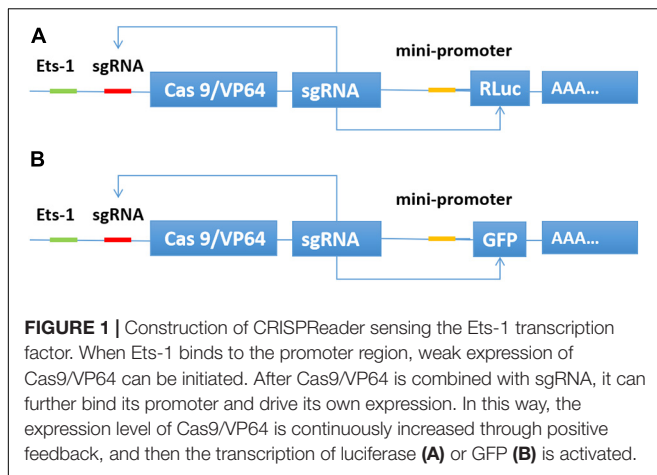 A
mini-promoter
Ets-1 sgRNA
Cas 9/VP64 sgRNA RLuc AAA...
B
mini-promoter
Ets-1 sgRNA
Cas 9/VP64 sgRNA GFP AAA...
FIGURE 1 | Construction of CRISPReader sensing the Ets-1 transcription
factor. When Ets-1 binds to the promoter region, weak expression of
Cas9/VP64 can be initiated. After Cas9/VP64 is combined with sgRNA, it can
further bind its promoter and drive its own expression. In this way, the
expression level of Cas9/VP64 is continuously increased through positive
feedback, and then the transcription of luciferase (A) or GFP (B) is activated.